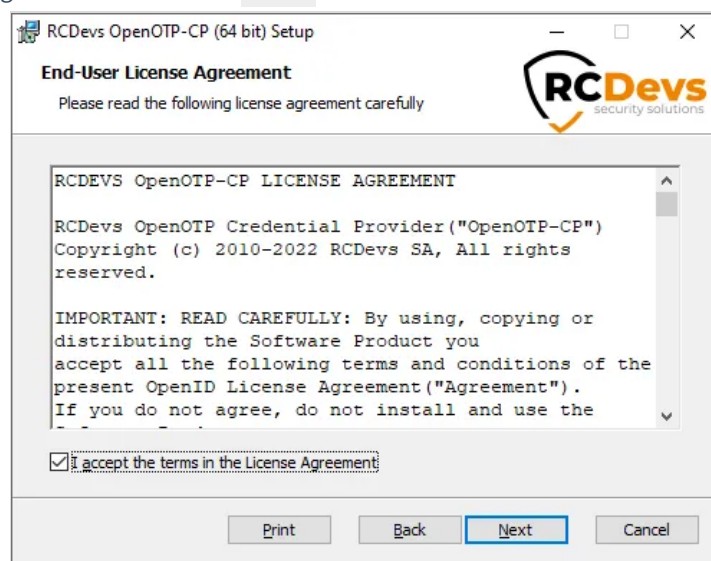 RCDevs OpenOTP-CP (64 bit) Setup
End-User License Agreement
Please read the following license agreement carefully
RCDevs
security solutions
RCDEVS OpenOTP-CP LICENSE AGREEMENT
RCDevs OpenOTP Credential Provider("OpenOTP-CP")
Copyright (c) 2010-2022 RCDevs SA, All rights
reserved.
IMPORTANT: READ CAREFULLY: By using, copying or
distributing the Software Product you
accept all the following terms and conditions of the
present OpenID License Agreement("Agreement").
If you do not agree, do not install and use the
I accept the terms in the License Agreement
Print Back Next Cancel